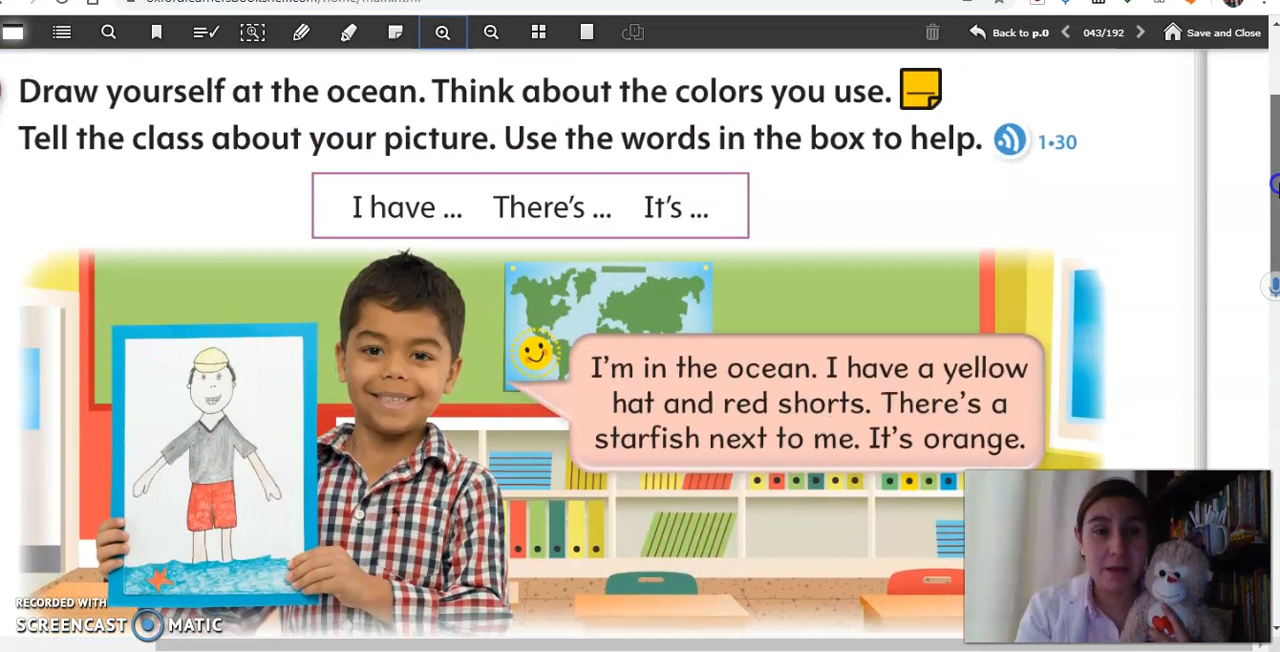 Back to p.0
043/192
Save and Close
Draw yourself at the ocean. Think about the colors you use.
Tell the class about your picture. Use the words in the box to help.
1•30
I have ... There's ... It's ...
I'm in the ocean. I have a yellow
hat and red shorts. There's a
starfish next to me. It's orange.
RECORDED WITH
SCREENCAST MATIC